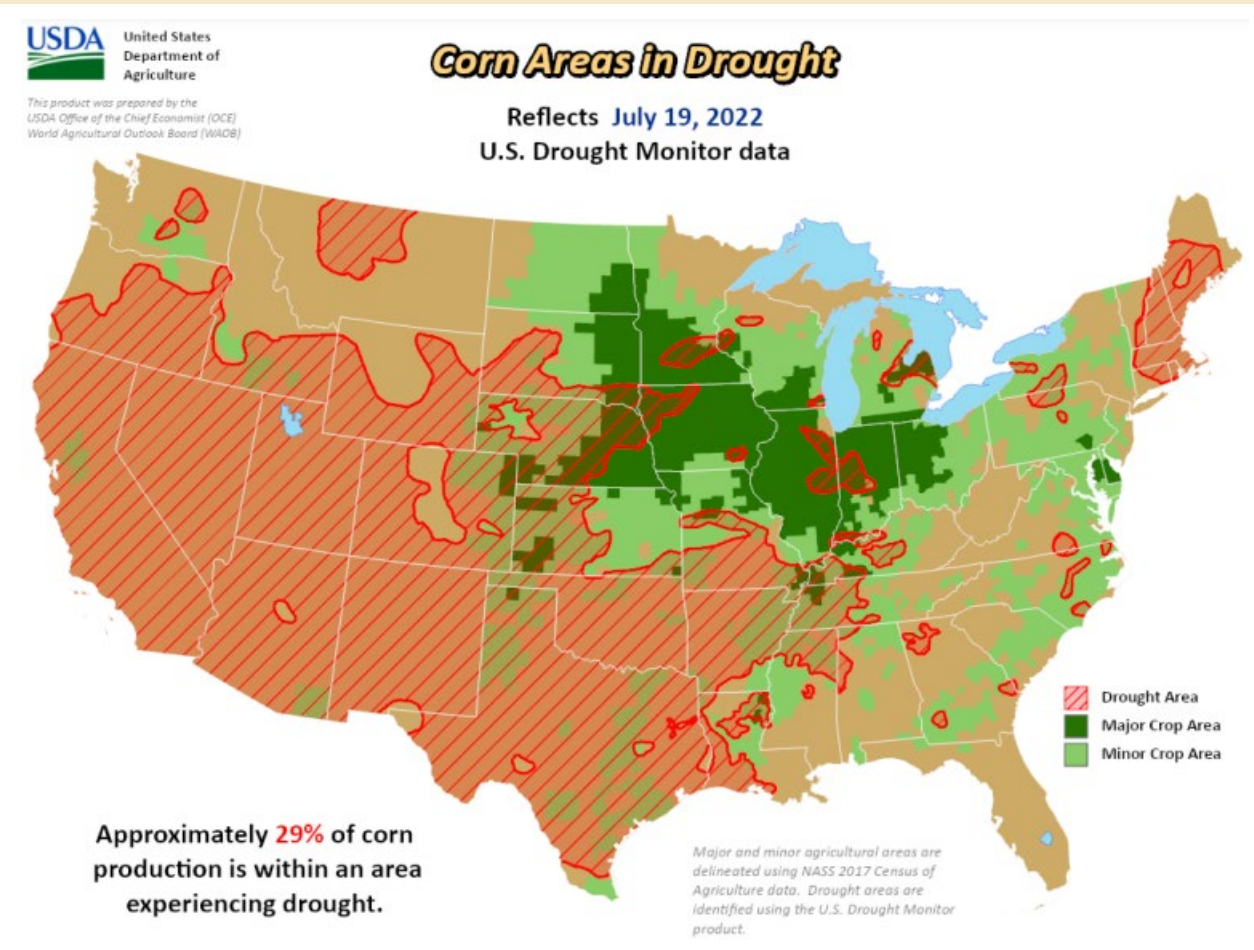 USDA
United States
Department of
Agriculture
This product was prepared by the
USDA Office of the Chief Economist (OCE)
World Agricultural Outlook Board (WAOB)
Corn Areas in Drought
Reflects July 19, 2022
U.S. Drought Monitor data
Drought Area
Major Crop Area
Minor Crop Area
Approximately 29% of corn
production is within an area
experiencing drought.
Major and minor agricultural areas are
delineated using NASS 2017 Census of
Agriculture data. Drought areas are
identified using the U.S. Drought Monitor
product.